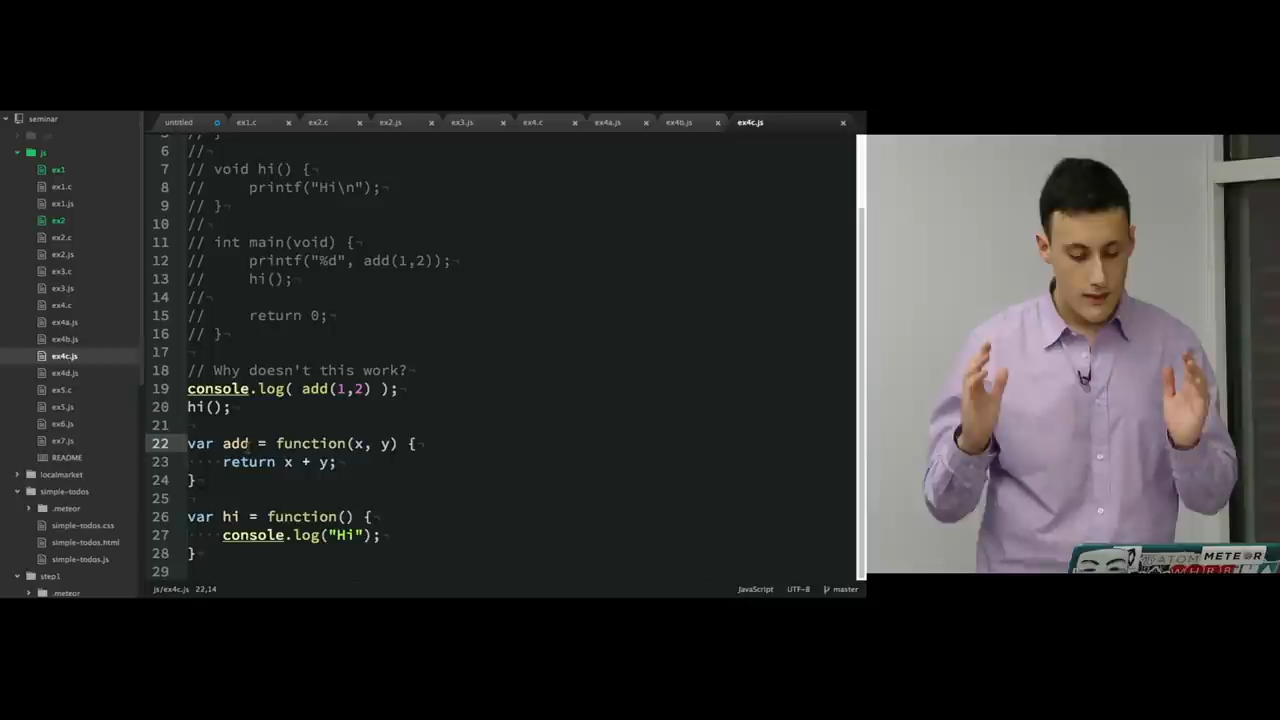 seminar
js
ex1
ex1.c
ex1.js
ex2
ex2.c
ex2.js
ex3.c
ex3.js
ex4.c
ex4a.js
ex4b.js
ex4c.js
ex4d.js
ex5.c
ex5.js
ex6.js
ex7.js
README
localmarket
simple-todos
.meteor
simple-todos.css
simple-todos.html
simple-todos.js
step1
.meteor
untitled ex1.c ex2.c ex2.js ex3.js ex4.c ex4a.js ex4b.js ex4c.js
6 //
7 // void hi() {
8 // printf("Hi\n");
9 // }
10 //
11 // int main(void) {
12 // printf("%d", add(1,2));
13 // hi();
14 //
15 // return 0;
16 // }
17
18 // Why doesn't this work?
19 console.log( add(1,2) );
20 hi();
21
22 var add = function(x, y) {
23 return x + y;
24 }
25
26 var hi = function() {
27 console.log("Hi");
28 }
29
js/ex4c.js 22,14 JavaScript UTF-8 master
ATOM METEOR